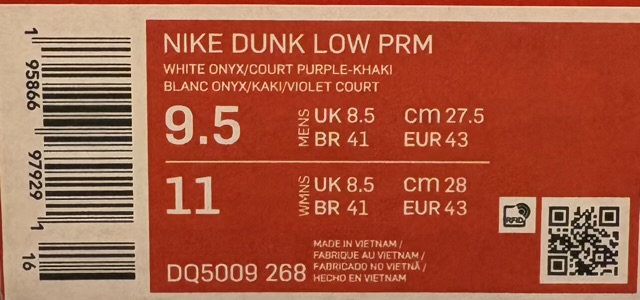 1 95866 97929 1 16
NIKE DUNK LOW PRM
WHITE ONYX/COURT PURPLE-KHAKI
BLANC ONYX/KAKI/VIOLET COURT
9.5 MENS UK 8.5 cm 27.5
BR 41 EUR 43
11 WMNS UK 8.5 cm 28
BR 41 EUR 43
RFID
DQ5009 268
MADE IN VIETNAM /
FABRIQUE AU VIETNAM /
FABRICADO NO VIETNÃ /
HECHO EN VIETNAM